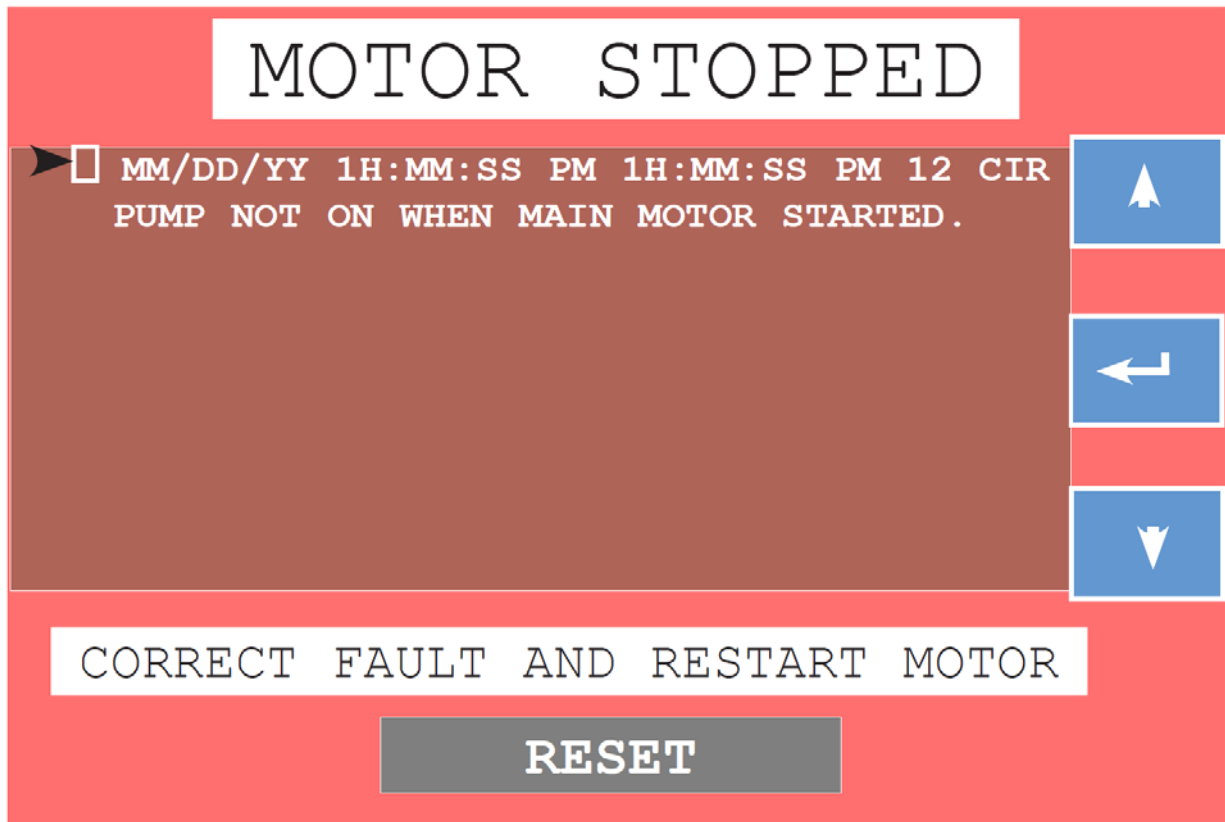 MOTOR STOPPED
MM/DD/YY 1H:MM:SS PM 1H:MM:SS PM 12 CIR
PUMP NOT ON WHEN MAIN MOTOR STARTED.
CORRECT FAULT AND RESTART MOTOR
RESET